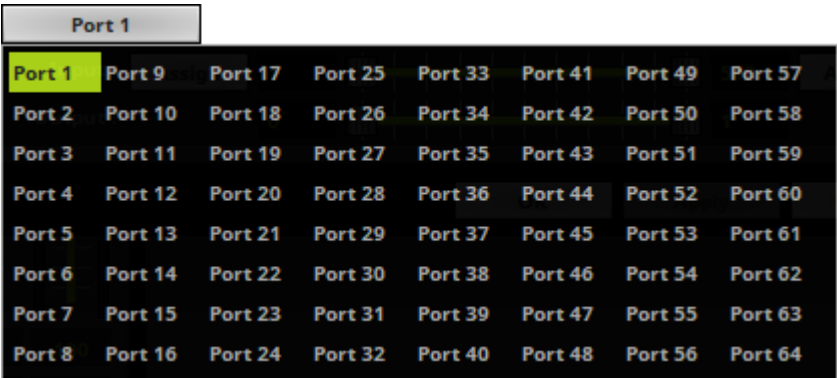 Port 1
Port 1 Port 9 Port 17 Port 25 Port 33 Port 41 Port 49 Port 57
Port 2 Port 10 Port 18 Port 26 Port 34 Port 42 Port 50 Port 58
Port 3 Port 11 Port 19 Port 27 Port 35 Port 43 Port 51 Port 59
Port 4 Port 12 Port 20 Port 28 Port 36 Port 44 Port 52 Port 60
Port 5 Port 13 Port 21 Port 29 Port 37 Port 45 Port 53 Port 61
Port 6 Port 14 Port 22 Port 30 Port 38 Port 46 Port 54 Port 62
Port 7 Port 15 Port 23 Port 31 Port 39 Port 47 Port 55 Port 63
Port 8 Port 16 Port 24 Port 32 Port 40 Port 48 Port 56 Port 64